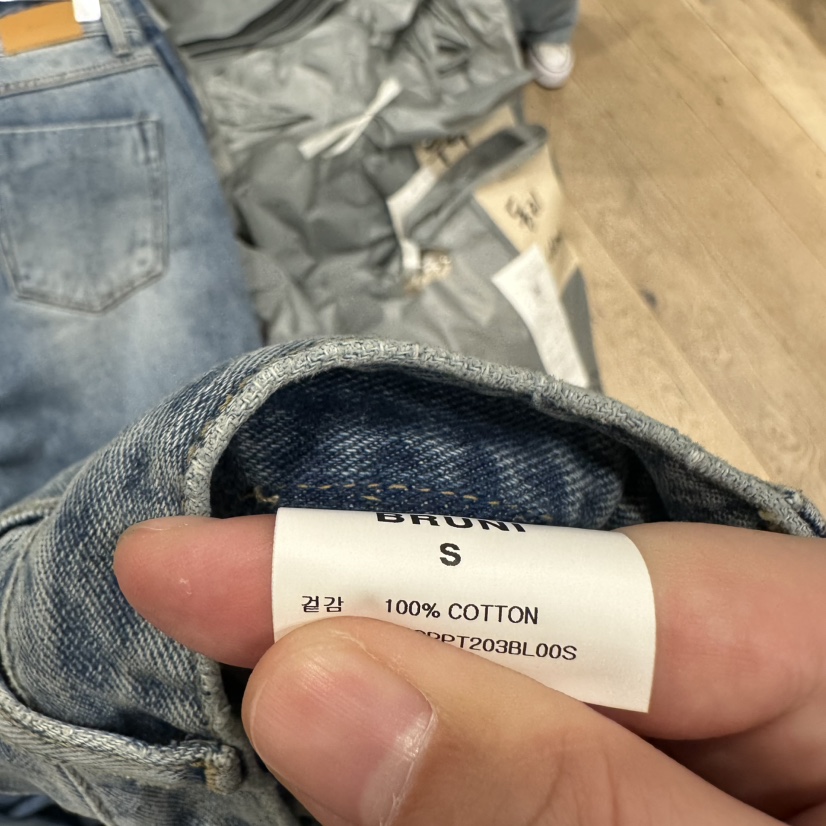 BRUNI
S
겉감 100% COTTON
PT203BL00S